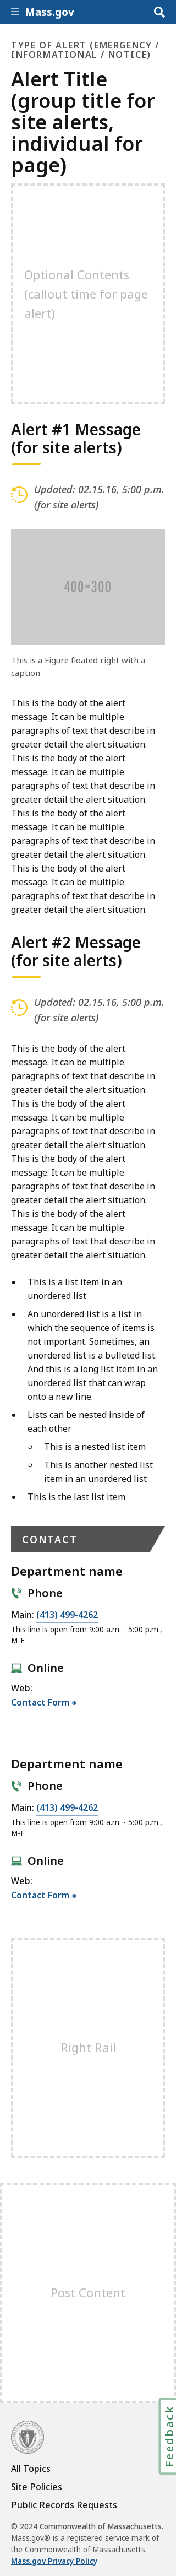 Mass.gov
TYPE OF ALERT (EMERGENCY /
INFORMATIONAL / NOTICE)
Alert Title
(group title for
site alerts,
individual for
page)
Optional Contents
(callout time for page
alert)
Alert #1 Message
(for site alerts)
Updated: 02.15.16, 5:00 p.m.
(for site alerts)
400×300
This is a Figure floated right with a
caption
This is the body of the alert
message. It can be multiple
paragraphs of text that describe in
greater detail the alert situation.
This is the body of the alert
message. It can be multiple
paragraphs of text that describe in
greater detail the alert situation.
This is the body of the alert
message. It can be multiple
paragraphs of text that describe in
greater detail the alert situation.
This is the body of the alert
message. It can be multiple
paragraphs of text that describe in
greater detail the alert situation.
Alert #2 Message
(for site alerts)
Updated: 02.15.16, 5:00 p.m.
(for site alerts)
This is the body of the alert
message. It can be multiple
paragraphs of text that describe in
greater detail the alert situation.
This is the body of the alert
message. It can be multiple
paragraphs of text that describe in
greater detail the alert situation.
This is the body of the alert
message. It can be multiple
paragraphs of text that describe in
greater detail the alert situation.
This is the body of the alert
message. It can be multiple
paragraphs of text that describe in
greater detail the alert situation.
• This is a list item in an
unordered list
• An unordered list is a list in
which the sequence of items is
not important. Sometimes, an
unordered list is a bulleted list.
And this is a long list item in an
unordered list that can wrap
onto a new line.
• Lists can be nested inside of
each other
◦ This is a nested list item
◦ This is another nested list
item in an unordered list
• This is the last list item
CONTACT
Department name
Phone
Main: (413) 499-4262
This line is open from 9:00 a.m. - 5:00 p.m.,
M-F
Online
Web:
Contact Form
Department name
Phone
Main: (413) 499-4262
This line is open from 9:00 a.m. - 5:00 p.m.,
M-F
Online
Web:
Contact Form
Right Rail
Post Content
Feedback
All Topics
Site Policies
Public Records Requests
© 2024 Commonwealth of Massachusetts.
Mass.gov® is a registered service mark of
the Commonwealth of Massachusetts.
Mass.gov Privacy Policy